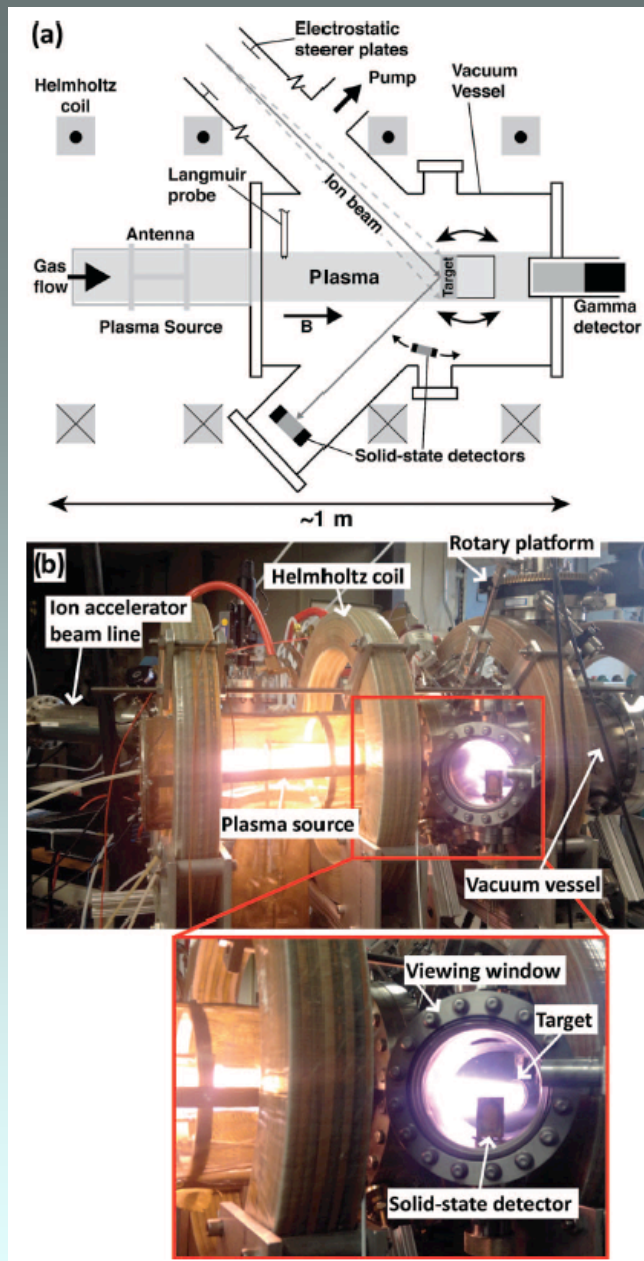 (a)
Electrostatic
steerer plates
Pump
Vacuum
Vessel
Helmholtz
coil
Langmuir
probe
Ion beam
Antenna
Gas
flow
Plasma
Target
Plasma Source
B
Gamma
detector
Solid-state detectors
~1 m
(b)
Rotary platform
Helmholtz coil
Ion accelerator
beam line
Plasma source
Vacuum vessel
Viewing window
Target
Solid-state detector